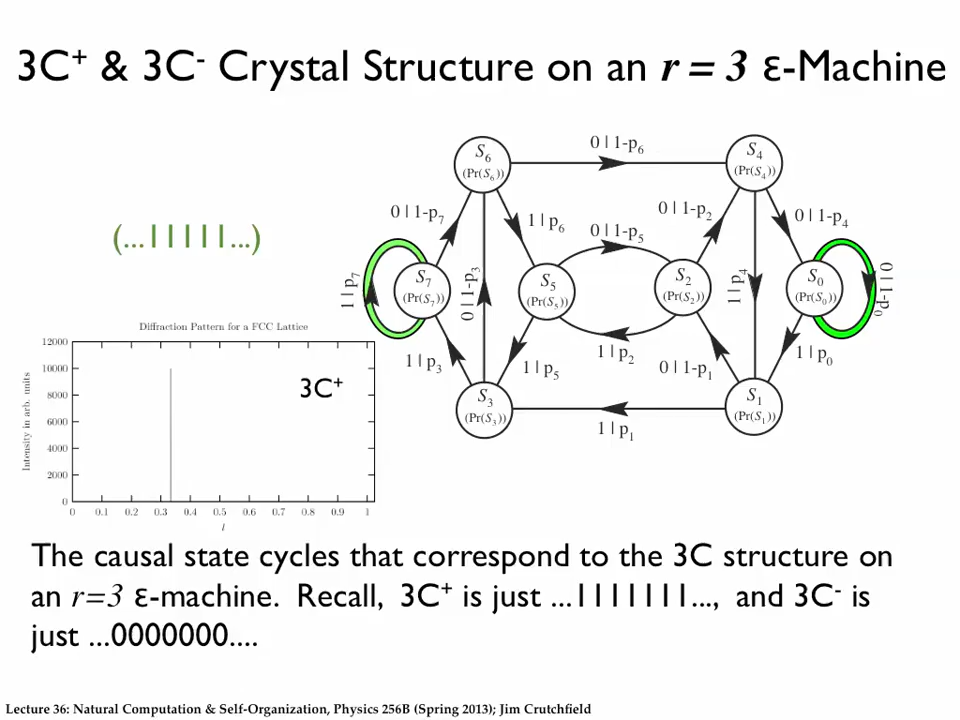 3C⁺ & 3C⁻ Crystal Structure on an r = 3 ε-Machine
(...11111...)
S₆
(Pr(S₆))
0 | 1-p₆
S₄
(Pr(S₄))
0 | 1-p₇
1 | p₆
0 | 1-p₅
0 | 1-p₂
0 | 1-p₄
1 | p₇
S₇
(Pr(S₇))
0 | 1-p₃
S₅
(Pr(S₅))
S₂
(Pr(S₂))
1 | p₄
S₀
(Pr(S₀))
0 | 1-p₀
1 | p₃
1 | p₅
1 | p₂
0 | 1-p₁
1 | p₀
S₃
(Pr(S₃))
1 | p₁
S₁
(Pr(S₁))
Diffraction Pattern for a FCC Lattice
12000
10000
8000
6000
4000
2000
0
Intensity in arb. units
3C⁺
0 0.1 0.2 0.3 0.4 0.5 0.6 0.7 0.8 0.9 1
l
The causal state cycles that correspond to the 3C structure on
an r=3 ε-machine. Recall, 3C⁺ is just ...1111111..., and 3C⁻ is
just ...0000000....
Lecture 36: Natural Computation & Self-Organization, Physics 256B (Spring 2013); Jim Crutchfield